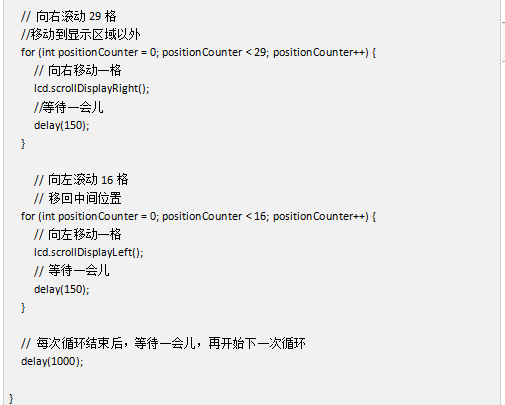 // 向右滚动 29 格
//移动到显示区域以外
for (int positionCounter = 0; positionCounter < 29; positionCounter++) {
// 向右移动一格
lcd.scrollDisplayRight();
//等待一会儿
delay(150);
}
// 向左滚动 16 格
// 移回中间位置
for (int positionCounter = 0; positionCounter < 16; positionCounter++) {
// 向左移动一格
lcd.scrollDisplayLeft();
// 等待一会儿
delay(150);
}
// 每次循环结束后，等待一会儿，再开始下一次循环
delay(1000);
}